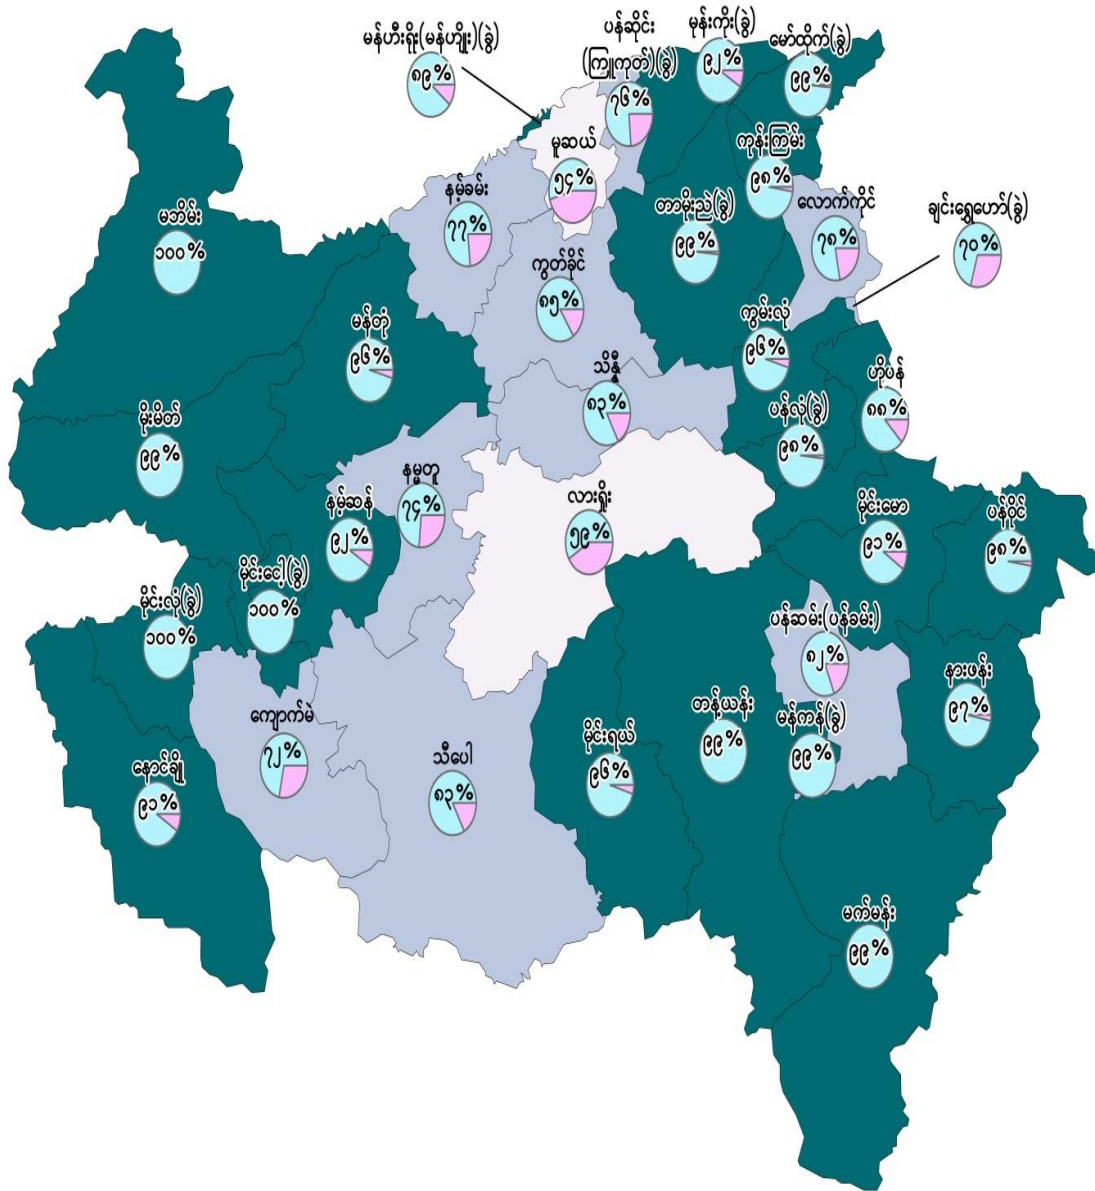 မန်ဟီးရိုး(မန်ဟျိုး)(ခွဲ)
၈၉%
ပန်ဆိုင်း
(ကြူကုတ်)(ခွဲ)
၇၆%
မုန်းကိုး(ခွဲ)
၉၂%
မော်ထိုက်(ခွဲ)
၉၉%
မူဆယ်
၅၄%
ကုန်းကြမ်း
၉၈%
နမ့်ခမ်း
၇၇%
တာမိုးညဲ(ခွဲ)
၉၉%
လောက်ကိုင်
၇၈%
ချင်းရွှေဟော်(ခွဲ)
၇၀%
မဘိမ်း
၁၀၀%
ကွတ်ခိုင်
၈၅%
မန်တုံ
၉၆%
ကွမ်းလုံ
၉၆%
သိန္နီ
၈၃%
ဟိုပန်
၈၈%
မိုးမိတ်
၉၉%
ပန်လုံ(ခွဲ)
၉၈%
နမ္မတူ
၇၄%
လားရှိုး
၅၉%
နမ့်ဆန်
၉၂%
မိုင်းမော
၉၁%
ပန်ဝိုင်
၉၈%
မိုင်းငေါ့(ခွဲ)
၁၀၀%
မိုင်းလုံ(ခွဲ)
၁၀၀%
ပန်ဆမ်း(ပန်ခမ်း)
၈၂%
နားဖန်း
၉၇%
ကျောက်မဲ
၇၂%
သီပေါ
၈၃%
မိုင်းရယ်
၉၆%
တန့်ယန်း
၉၉%
မန်ကန်(ခွဲ)
၉၉%
နောင်ချို
၉၁%
မက်မန်း
၉၉%